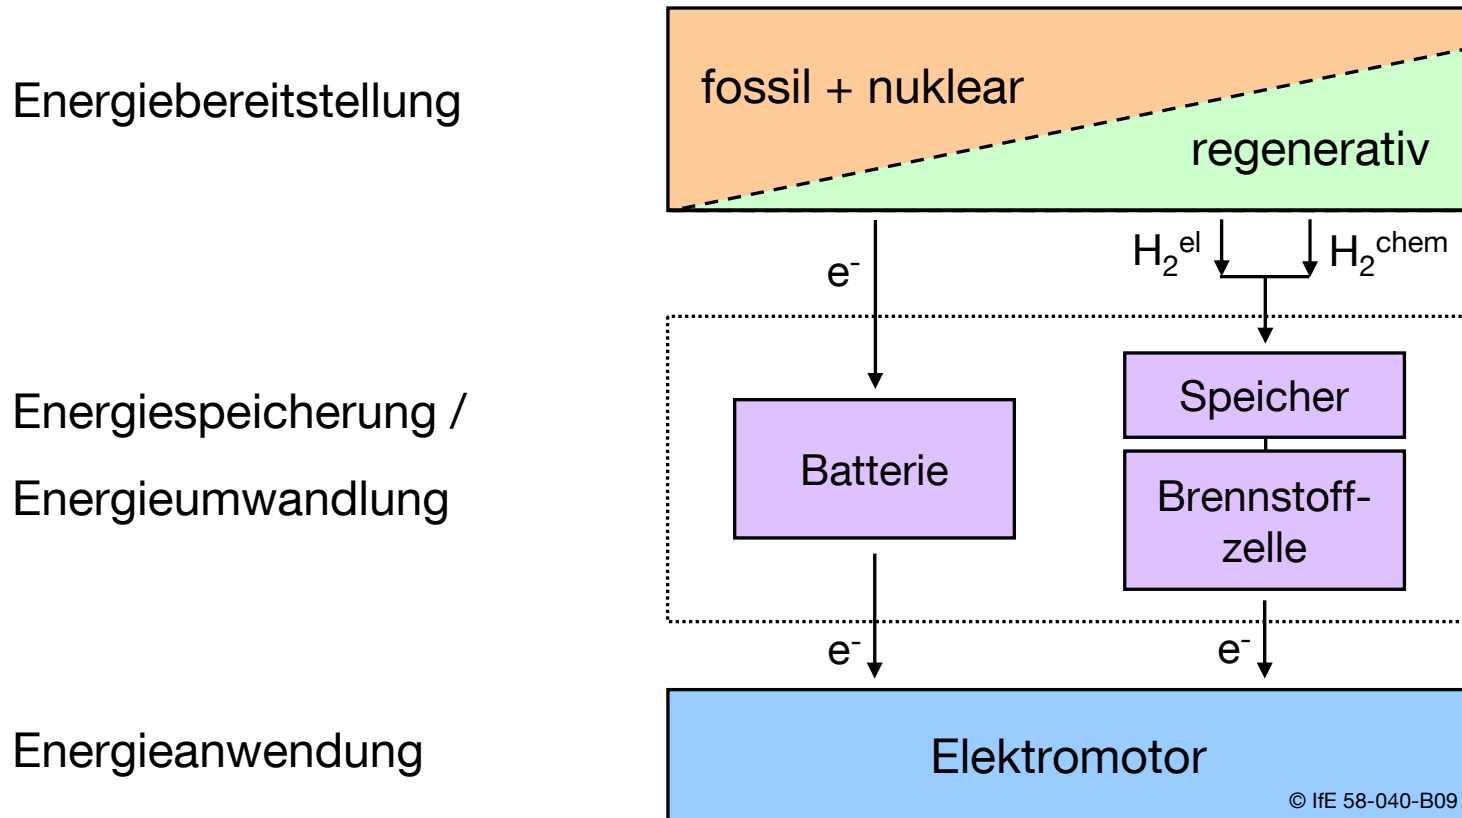 fossil + nuklear
Energiebereitstellung
regenerativ
e⁻
H₂ᵉˡ
H₂ᶜʰᵉᵐ
Speicher
Energiespeicherung /
Batterie
Energieumwandlung
Brennstoff-
zelle
e⁻
e⁻
Energieanwendung
Elektromotor
© IfE 58-040-B09